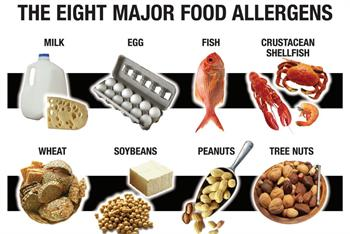 THE EIGHT MAJOR FOOD ALLERGENS
MILK
EGG
FISH
CRUSTACEAN
SHELLFISH
WHEAT
SOYBEANS
PEANUTS
TREE NUTS